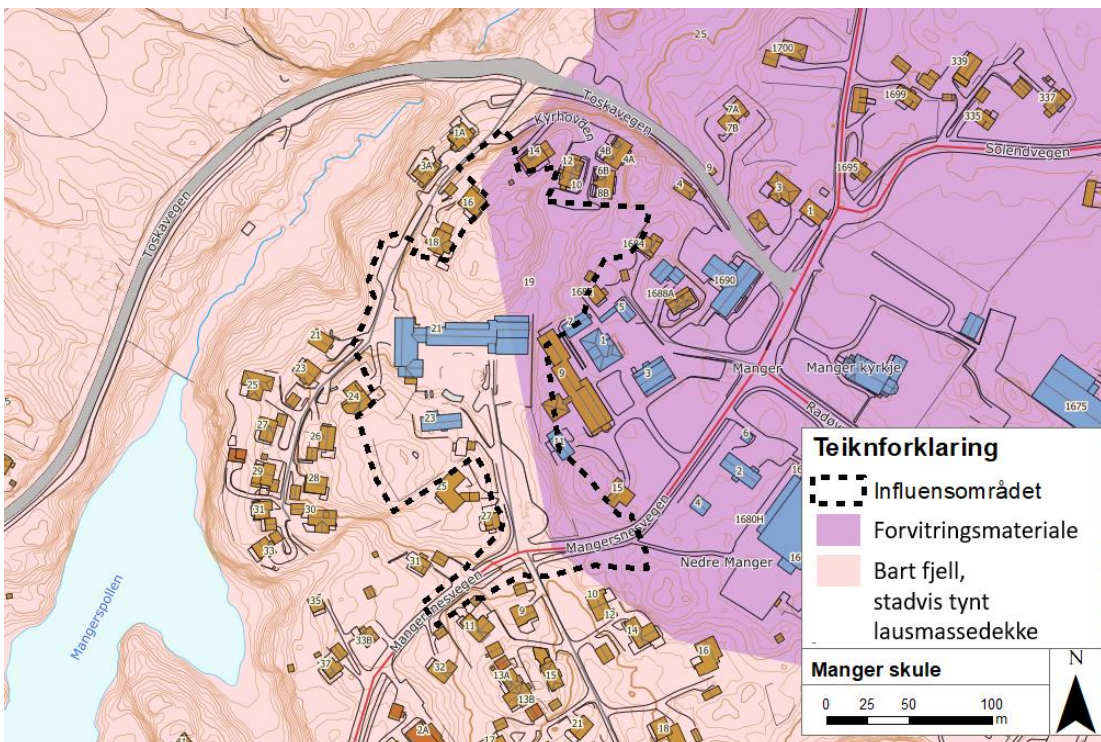 25
1700
339
1699
337
335
7A
7B
Toskavegen
Kyrhovden
Solendvegen
1A
3A
14
12
10
4B
4A
6B
8B
9
4
3
1
1695
16
18
Toskavegen
19
1688A
1690
21
5
1
3
9
Manger
Manger kyrkje
1675
21
23
25
24
27
26
23
29
28
31
30
33
25
27
11
15
6
2
4
1680H
Mangersnesvegen
Nedre Manger
31
35
33B
37
11
9
10
12
14
16
32
13A
13B
15
2A
21
18
17
Mangerspollen
Teiknforklaring
Influensområdet
Forvitringsmateriale
Bart fjell,
stadvis tynt
lausmassedekke
Manger skule
N
0 25 50 100
m